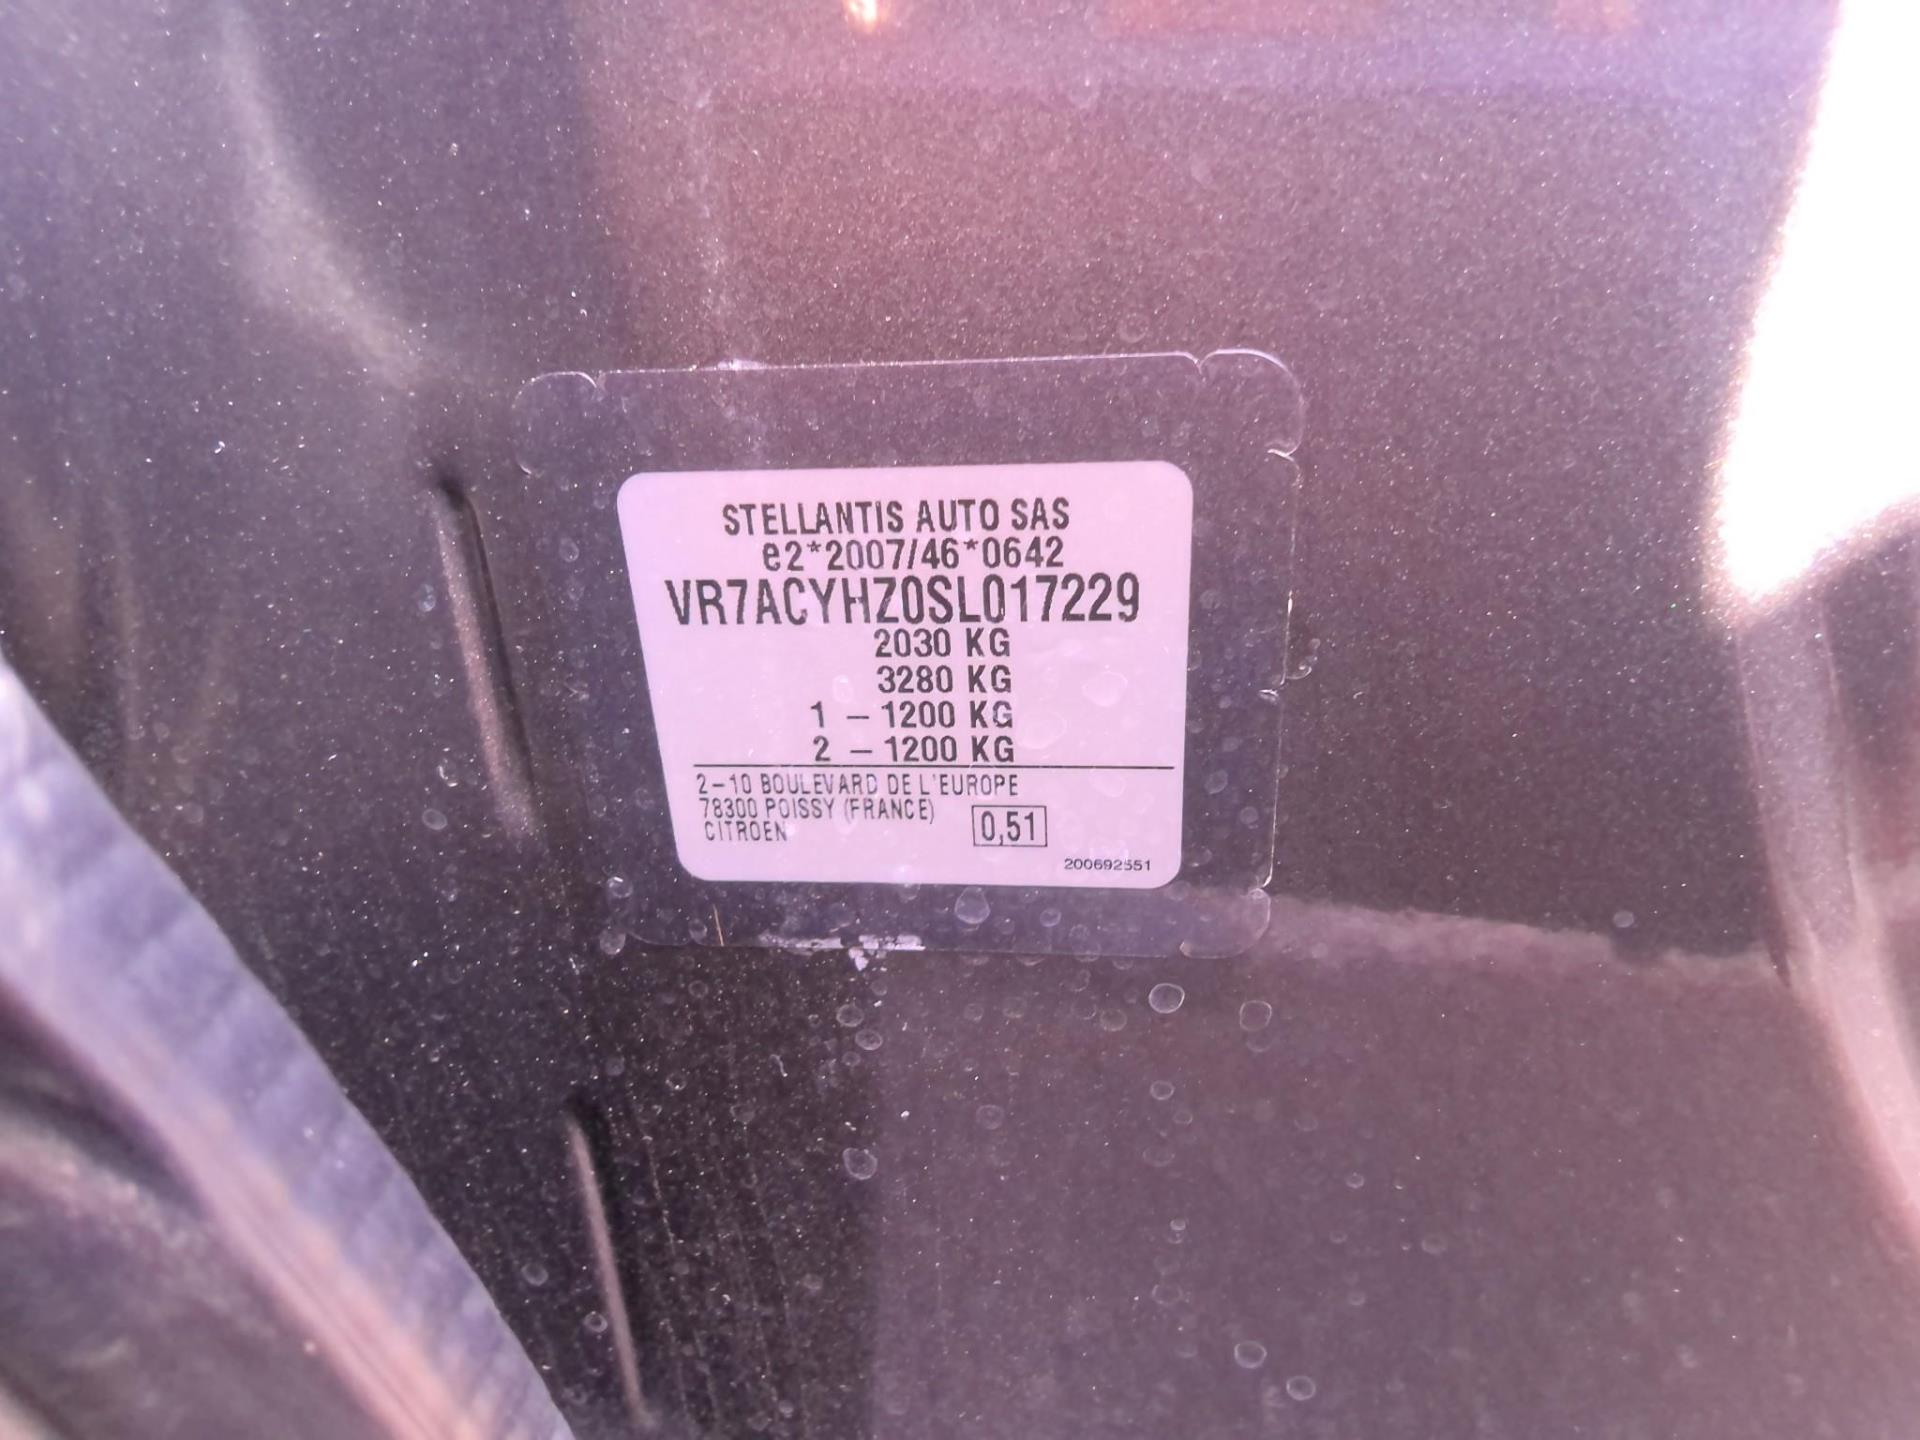 STELLANTIS AUTO SAS
e2*2007/46*0642
VR7ACYHZ0SL017229
2030 KG
3280 KG
1 – 1200 KG
2 – 1200 KG
2–10 BOULEVARD DE L'EUROPE
78300 POISSY (FRANCE)
CITROEN
0,51
200692551